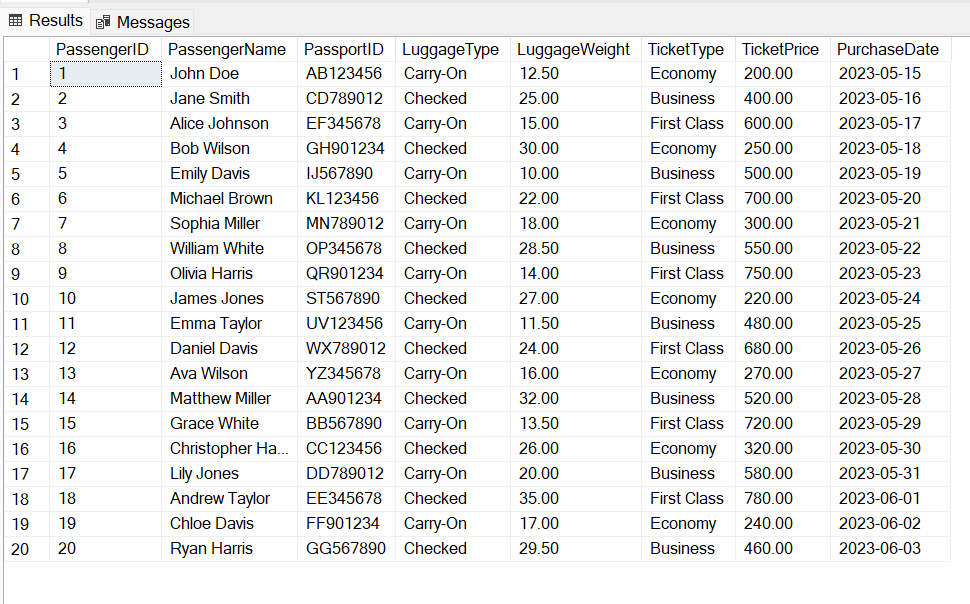 Results Messages
PassengerID PassengerName PassportID LuggageType LuggageWeight TicketType TicketPrice PurchaseDate
1 1 John Doe AB123456 Carry-On 12.50 Economy 200.00 2023-05-15
2 2 Jane Smith CD789012 Checked 25.00 Business 400.00 2023-05-16
3 3 Alice Johnson EF345678 Carry-On 15.00 First Class 600.00 2023-05-17
4 4 Bob Wilson GH901234 Checked 30.00 Economy 250.00 2023-05-18
5 5 Emily Davis IJ567890 Carry-On 10.00 Business 500.00 2023-05-19
6 6 Michael Brown KL123456 Checked 22.00 First Class 700.00 2023-05-20
7 7 Sophia Miller MN789012 Carry-On 18.00 Economy 300.00 2023-05-21
8 8 William White OP345678 Checked 28.50 Business 550.00 2023-05-22
9 9 Olivia Harris QR901234 Carry-On 14.00 First Class 750.00 2023-05-23
10 10 James Jones ST567890 Checked 27.00 Economy 220.00 2023-05-24
11 11 Emma Taylor UV123456 Carry-On 11.50 Business 480.00 2023-05-25
12 12 Daniel Davis WX789012 Checked 24.00 First Class 680.00 2023-05-26
13 13 Ava Wilson YZ345678 Carry-On 16.00 Economy 270.00 2023-05-27
14 14 Matthew Miller AA901234 Checked 32.00 Business 520.00 2023-05-28
15 15 Grace White BB567890 Carry-On 13.50 First Class 720.00 2023-05-29
16 16 Christopher Ha... CC123456 Checked 26.00 Economy 320.00 2023-05-30
17 17 Lily Jones DD789012 Carry-On 20.00 Business 580.00 2023-05-31
18 18 Andrew Taylor EE345678 Checked 35.00 First Class 780.00 2023-06-01
19 19 Chloe Davis FF901234 Carry-On 17.00 Economy 240.00 2023-06-02
20 20 Ryan Harris GG567890 Checked 29.50 Business 460.00 2023-06-03